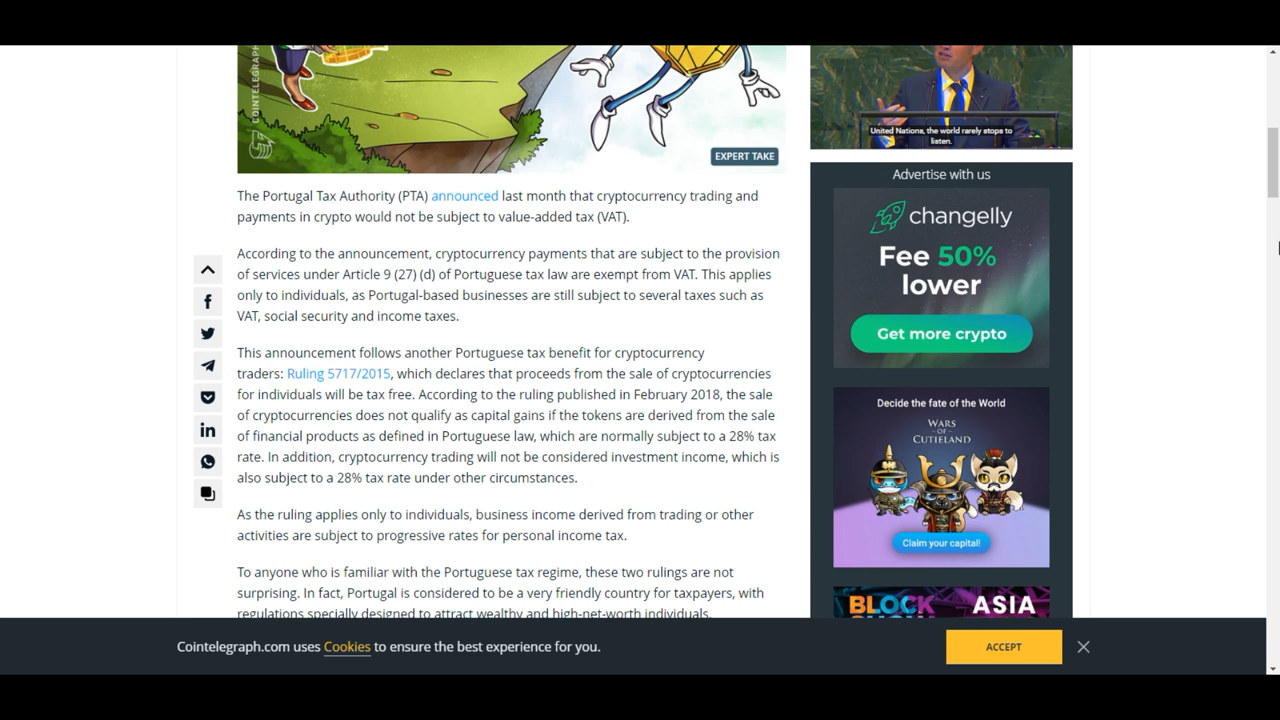 COINTELEGRAPH
EXPERT TAKE
The Portugal Tax Authority (PTA) announced last month that cryptocurrency trading and
payments in crypto would not be subject to value-added tax (VAT).
According to the announcement, cryptocurrency payments that are subject to the provision
of services under Article 9 (27) (d) of Portuguese tax law are exempt from VAT. This applies
only to individuals, as Portugal-based businesses are still subject to several taxes such as
VAT, social security and income taxes.
This announcement follows another Portuguese tax benefit for cryptocurrency
traders: Ruling 5717/2015, which declares that proceeds from the sale of cryptocurrencies
for individuals will be tax free. According to the ruling published in February 2018, the sale
of cryptocurrencies does not qualify as capital gains if the tokens are derived from the sale
of financial products as defined in Portuguese law, which are normally subject to a 28% tax
rate. In addition, cryptocurrency trading will not be considered investment income, which is
also subject to a 28% tax rate under other circumstances.
As the ruling applies only to individuals, business income derived from trading or other
activities are subject to progressive rates for personal income tax.
To anyone who is familiar with the Portuguese tax regime, these two rulings are not
surprising. In fact, Portugal is considered to be a very friendly country for taxpayers, with
regulations specially designed to attract wealthy and high-net-worth individuals.
United Nations, the world rarely stops to
listen.
Advertise with us
changelly
Fee 50%
lower
Get more crypto
Decide the fate of the World
WARS
OF
CUTIELAND
Claim your capital!
BLOCK ASIA
SHOW
Cointelegraph.com uses Cookies to ensure the best experience for you.
ACCEPT